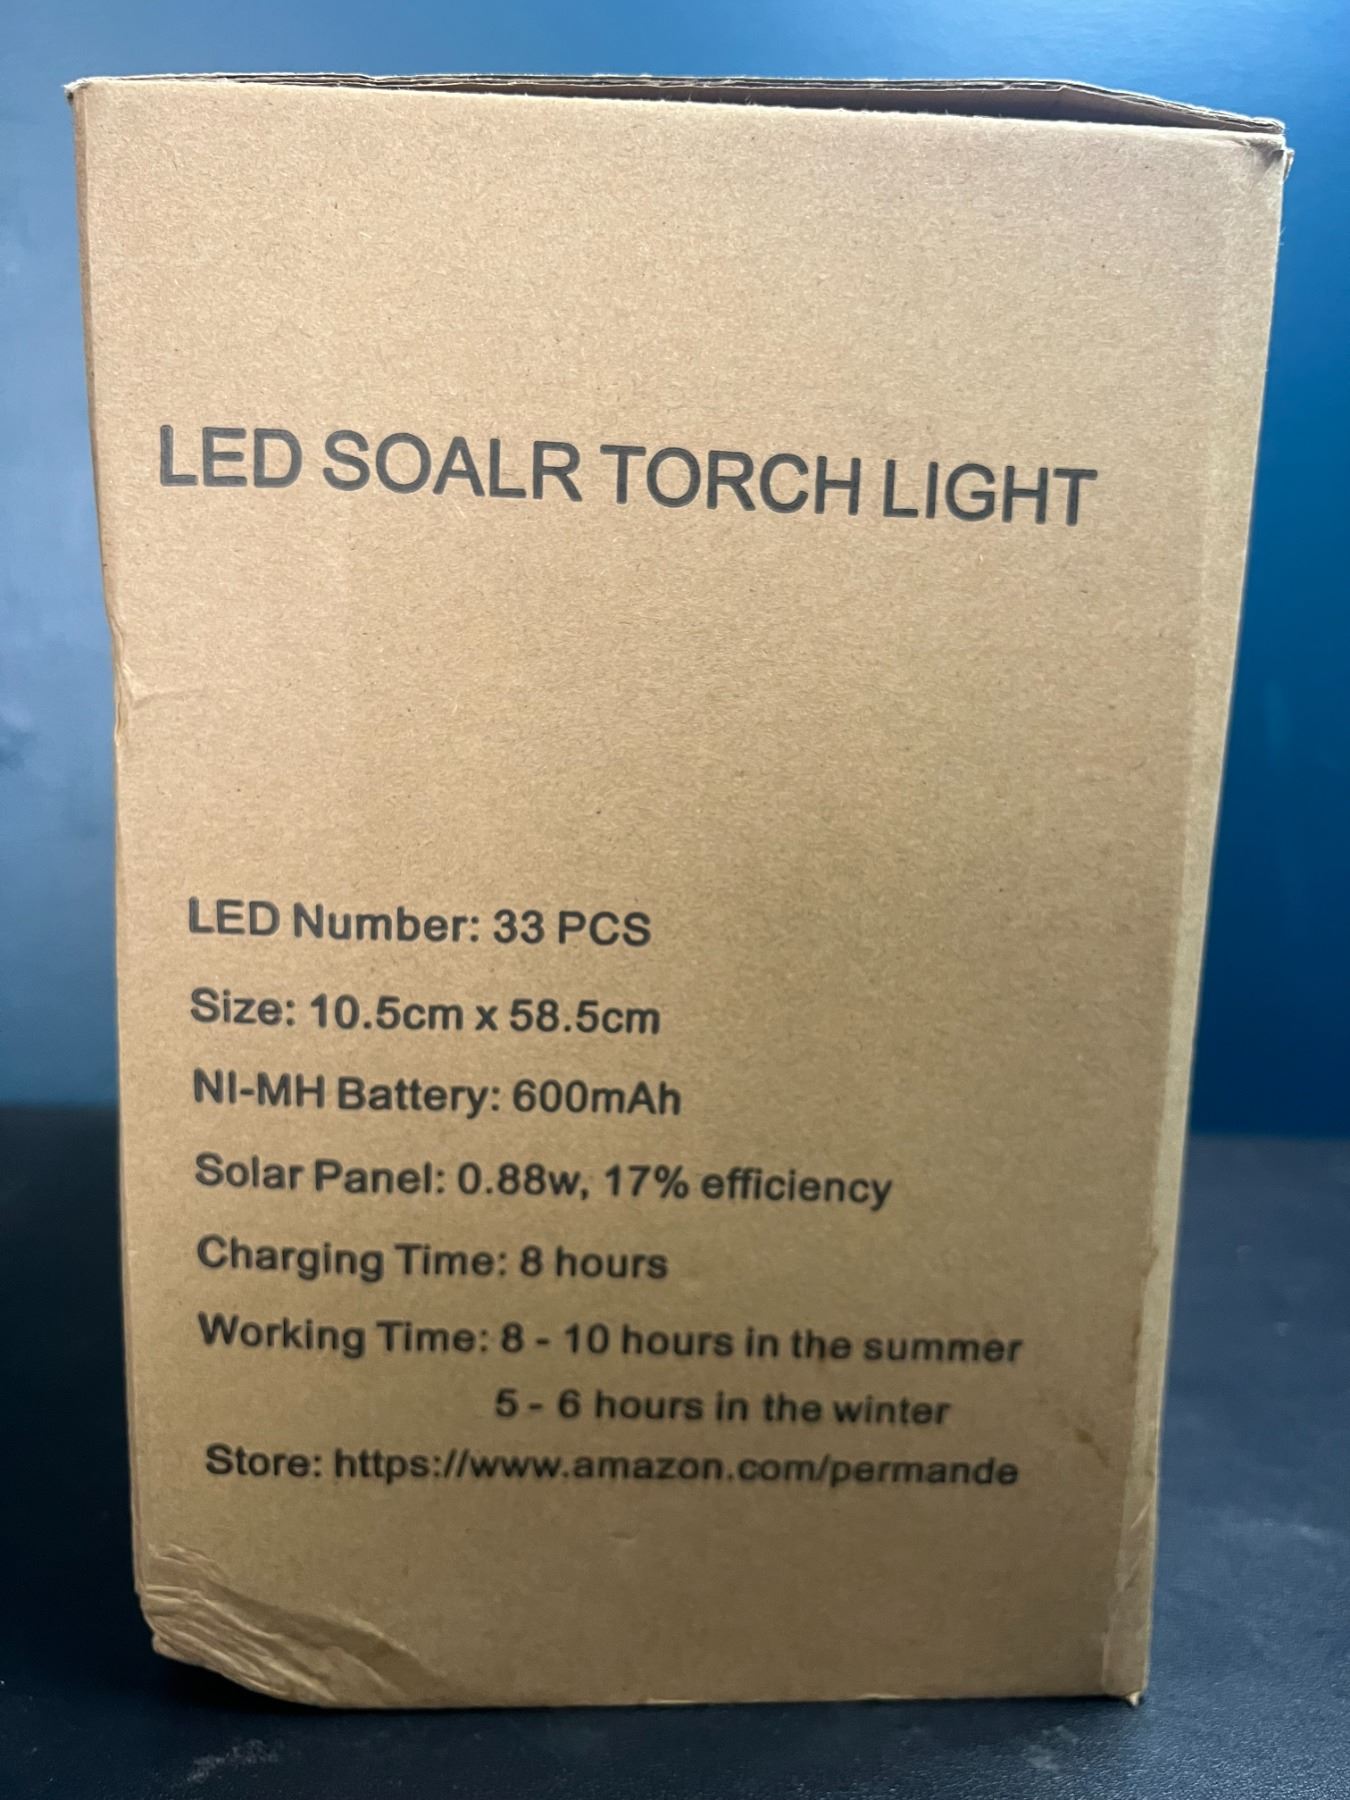 LED SOALR TORCH LIGHT
LED Number: 33 PCS
Size: 10.5cm x 58.5cm
NI-MH Battery: 600mAh
Solar Panel: 0.88w, 17% efficiency
Charging Time: 8 hours
Working Time: 8 - 10 hours in the summer
5 - 6 hours in the winter
Store: https://www.amazon.com/permande